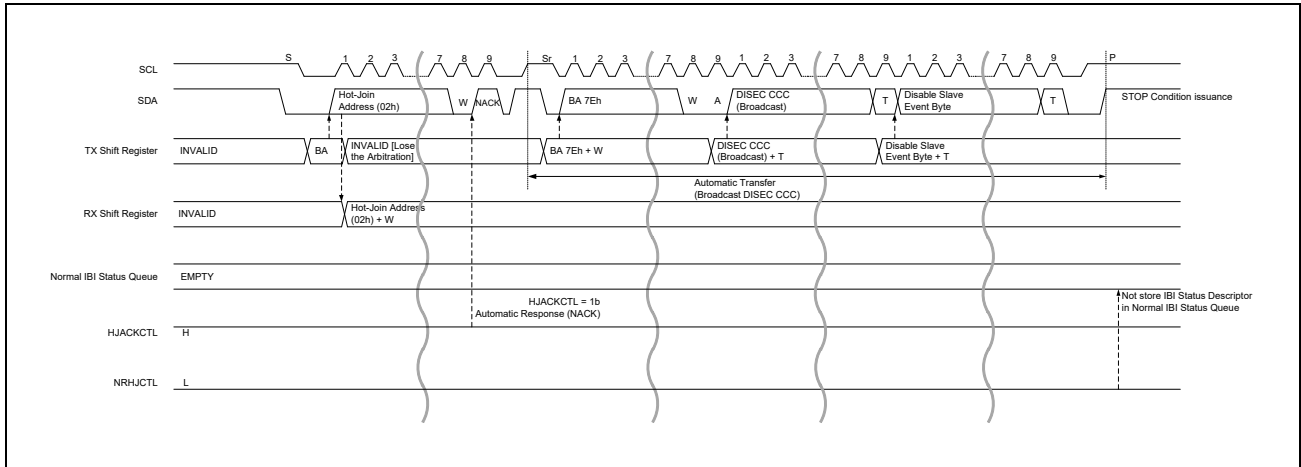 S 1 2 3 7 8 9 Sr 1 2 3 7 8 9 1 2 3 7 8 9 1 2 3 7 8 9 P
SCL
Hot-Join
Address (02h)
W NACK
BA 7Eh
W A
DISEC CCC
(Broadcast)
T
Disable Slave
Event Byte
T
STOP Condition issuance
SDA
TX Shift Register INVALID
BA
INVALID [Lose
the Arbitration]
BA 7Eh + W
DISEC CCC
(Broadcast) + T
Disable Slave
Event Byte + T
Automatic Transfer
(Broadcast DISEC CCC)
RX Shift Register INVALID
Hot-Join Address
(02h) + W
Normal IBI Status Queue EMPTY
HJACKCTL = 1b
Automatic Response (NACK)
Not store IBI Status Descriptor
in Normal IBI Status Queue
HJACKCTL H
NRHJCTL L